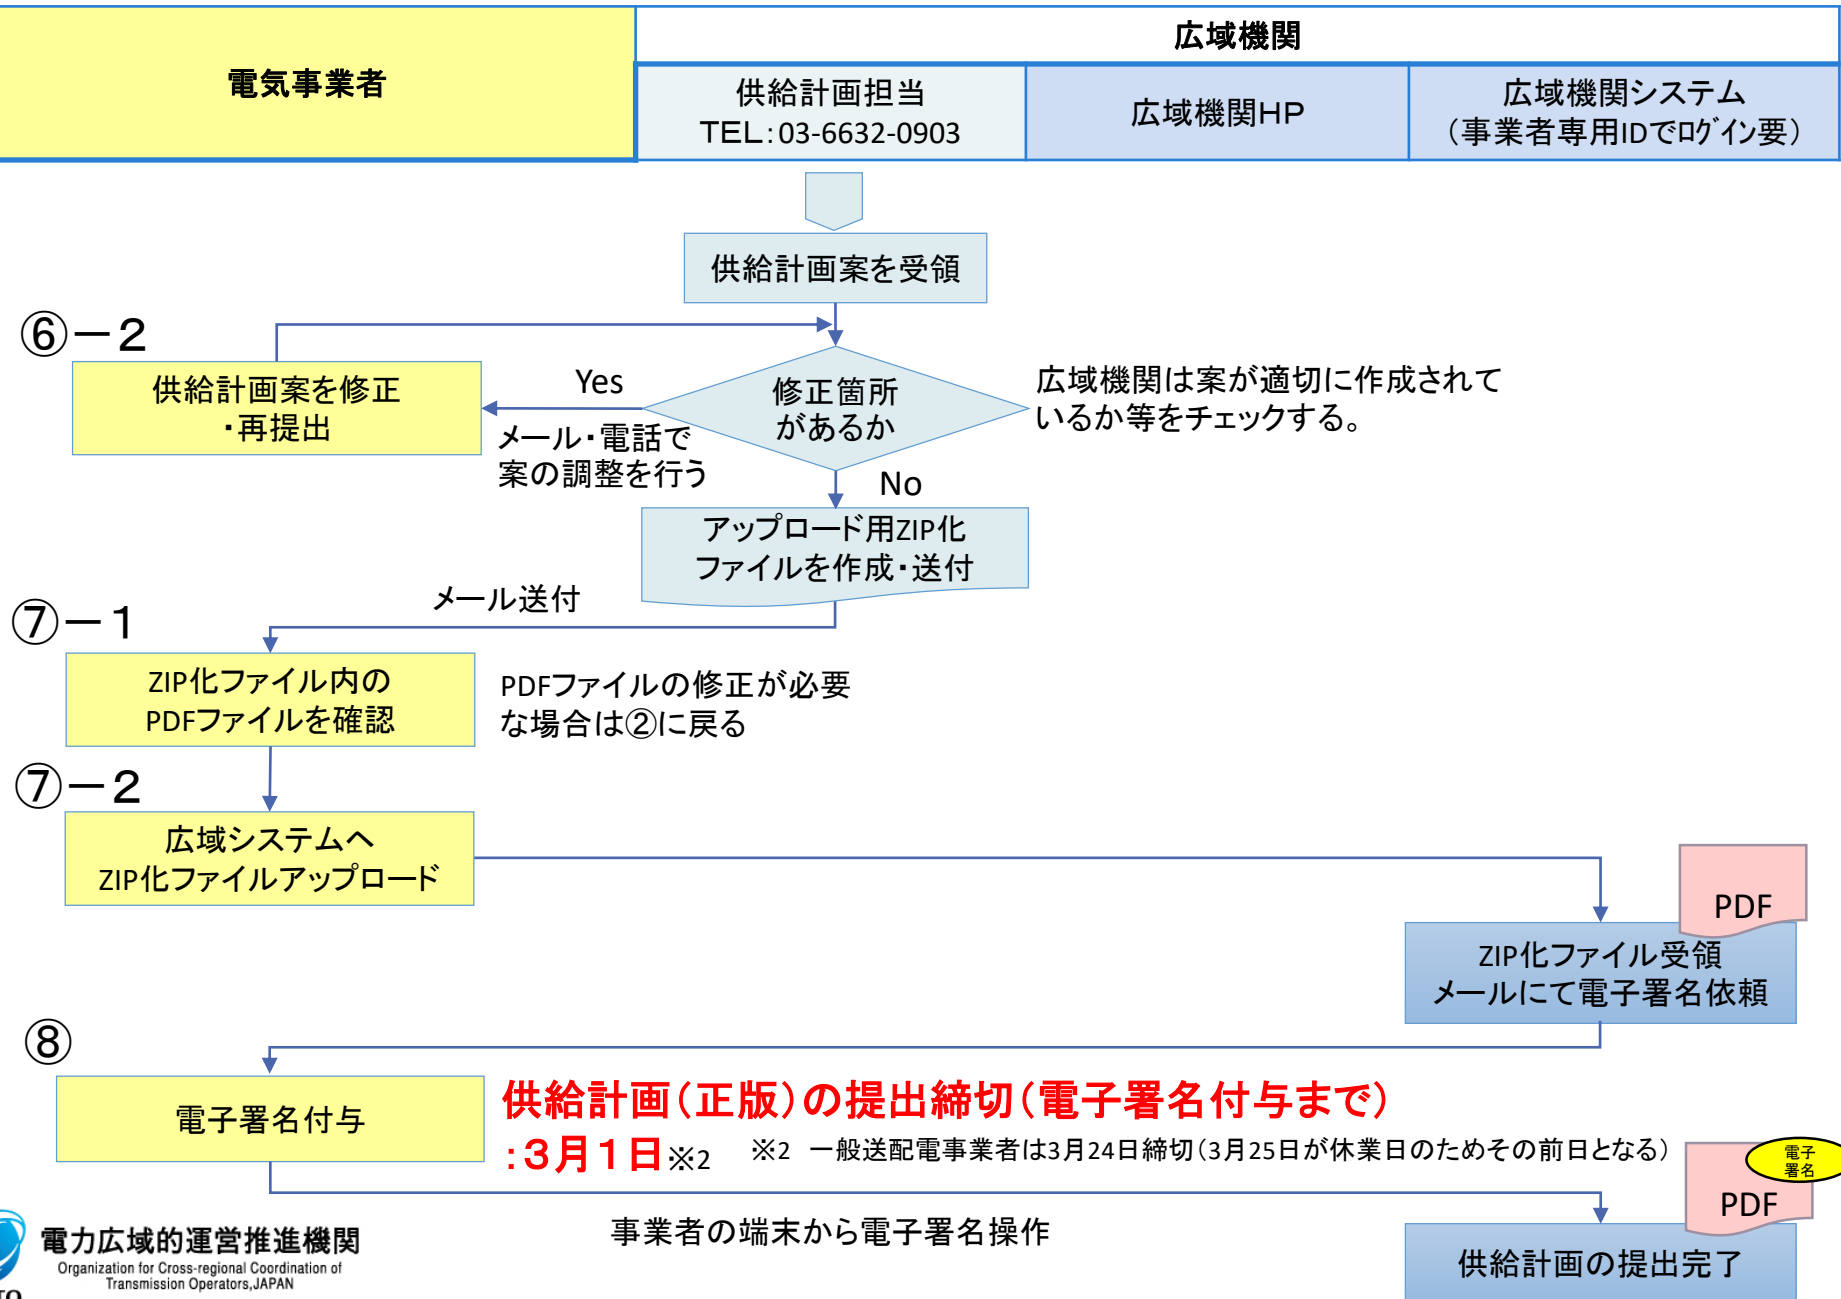 電気事業者
広域機関
供給計画担当
TEL:03-6632-0903
広域機関HP
広域機関システム
（事業者専用IDでﾛｸﾞｲﾝ要）
供給計画案を受領
⑥－２
供給計画案を修正
・再提出
Yes
メール・電話で
案の調整を行う
修正箇所
があるか
広域機関は案が適切に作成されて
いるか等をチェックする。
No
アップロード用ZIP化
ファイルを作成・送付
メール送付
⑦－１
ZIP化ファイル内の
PDFファイルを確認
PDFファイルの修正が必要
な場合は②に戻る
⑦－２
広域システムへ
ZIP化ファイルアップロード
PDF
ZIP化ファイル受領
メールにて電子署名依頼
⑧
電子署名付与
供給計画（正版）の提出締切（電子署名付与まで）
：３月１日※2
※2 一般送配電事業者は3月24日締切（3月25日が休業日のためその前日となる）
電子
署名
PDF
事業者の端末から電子署名操作
供給計画の提出完了
電力広域的運営推進機関
Organization for Cross-regional Coordination of
Transmission Operators,JAPAN